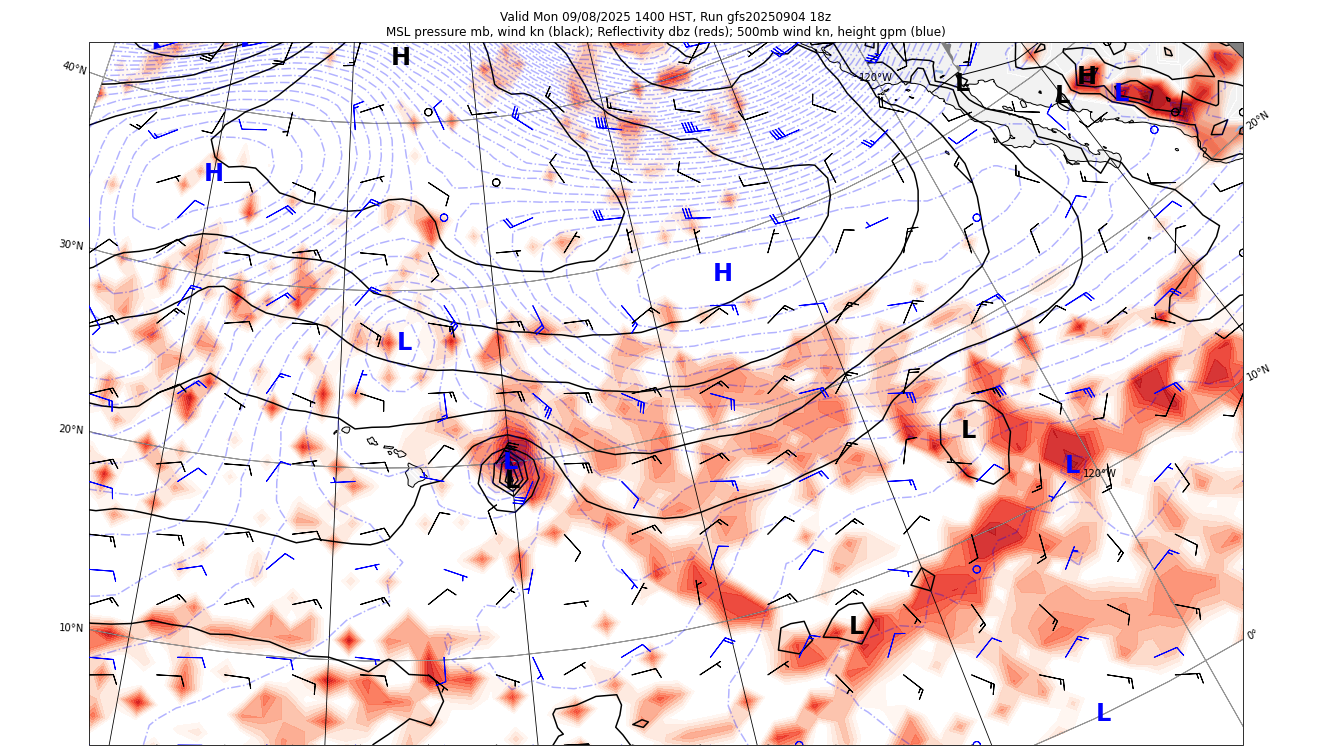 Valid Mon 09/08/2025 1400 HST, Run gfs20250904 18z
MSL pressure mb, wind kn (black); Reflectivity dbz (reds); 500mb wind kn, height gpm (blue)
H
40°N
120°W
L
H
L
L
20°N
H
30°N
H
L
10°N
20°N
L
L
L
L
120°W
10°N
L
0°
L